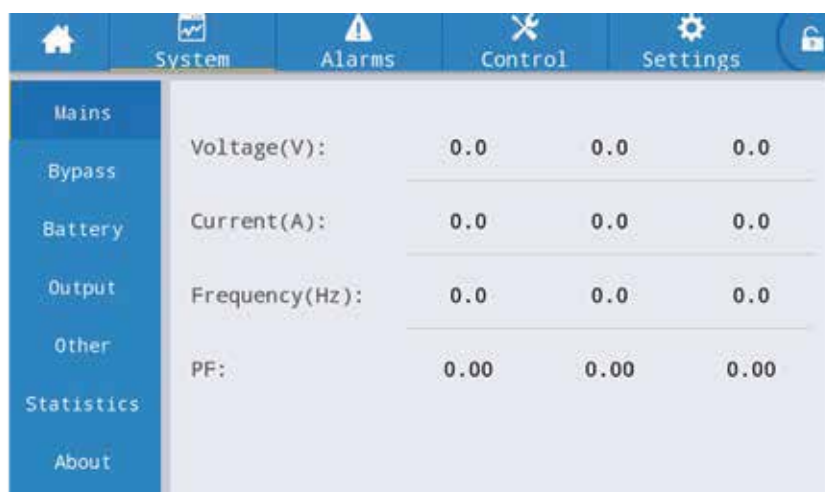 System Alarms Control Settings
Mains
Bypass
Battery
Output
Other
Statistics
About
Voltage(V): 0.0 0.0 0.0
Current(A): 0.0 0.0 0.0
Frequency(Hz): 0.0 0.0 0.0
PF: 0.00 0.00 0.00